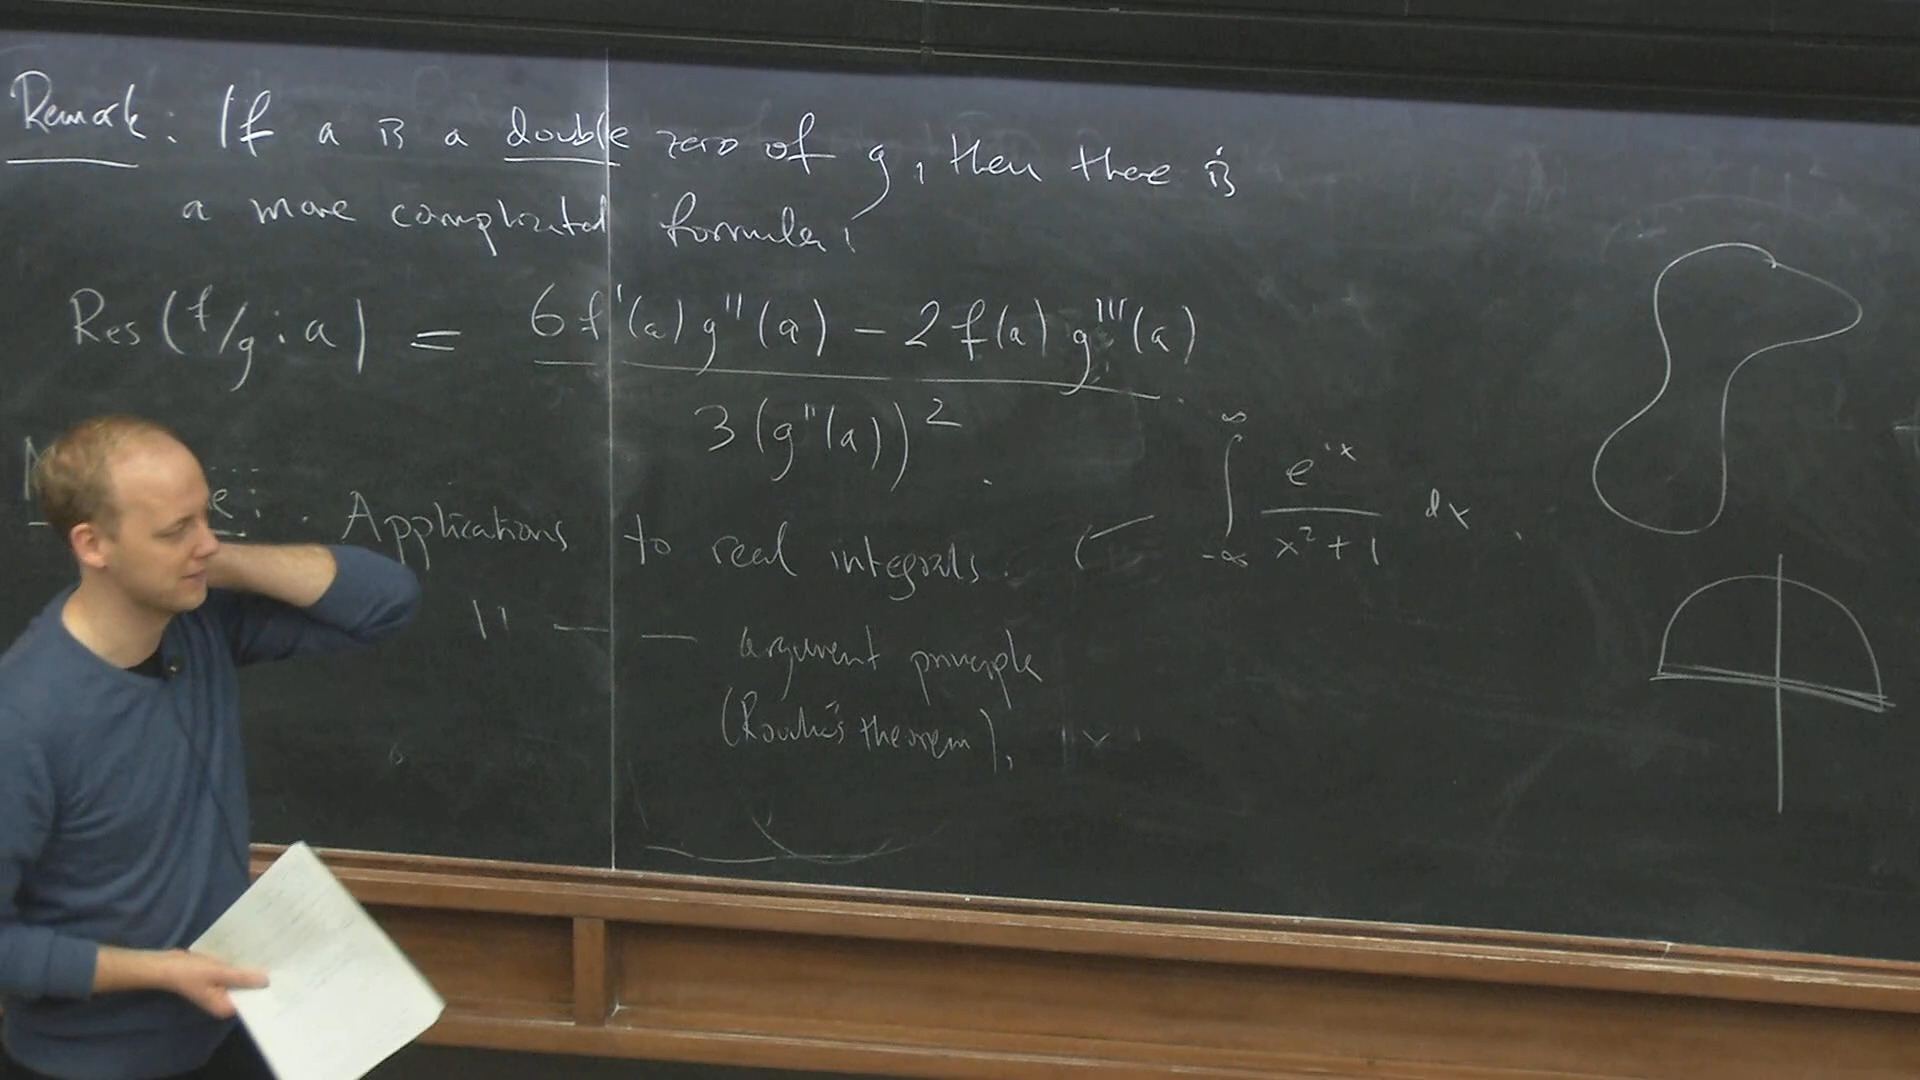 Remark: If a is a double zero of g, then there is
a more complicated formula:
Res(f/g; a) = 6f'(a)g''(a) − 2f(a)g'''(a)
3(g''(a))²
e: Applications to real integrals. ( ∫_{-∞}^{∞} e^{ix}/(x²+1) dx.
" — — argument principle
(Rouché's theorem),